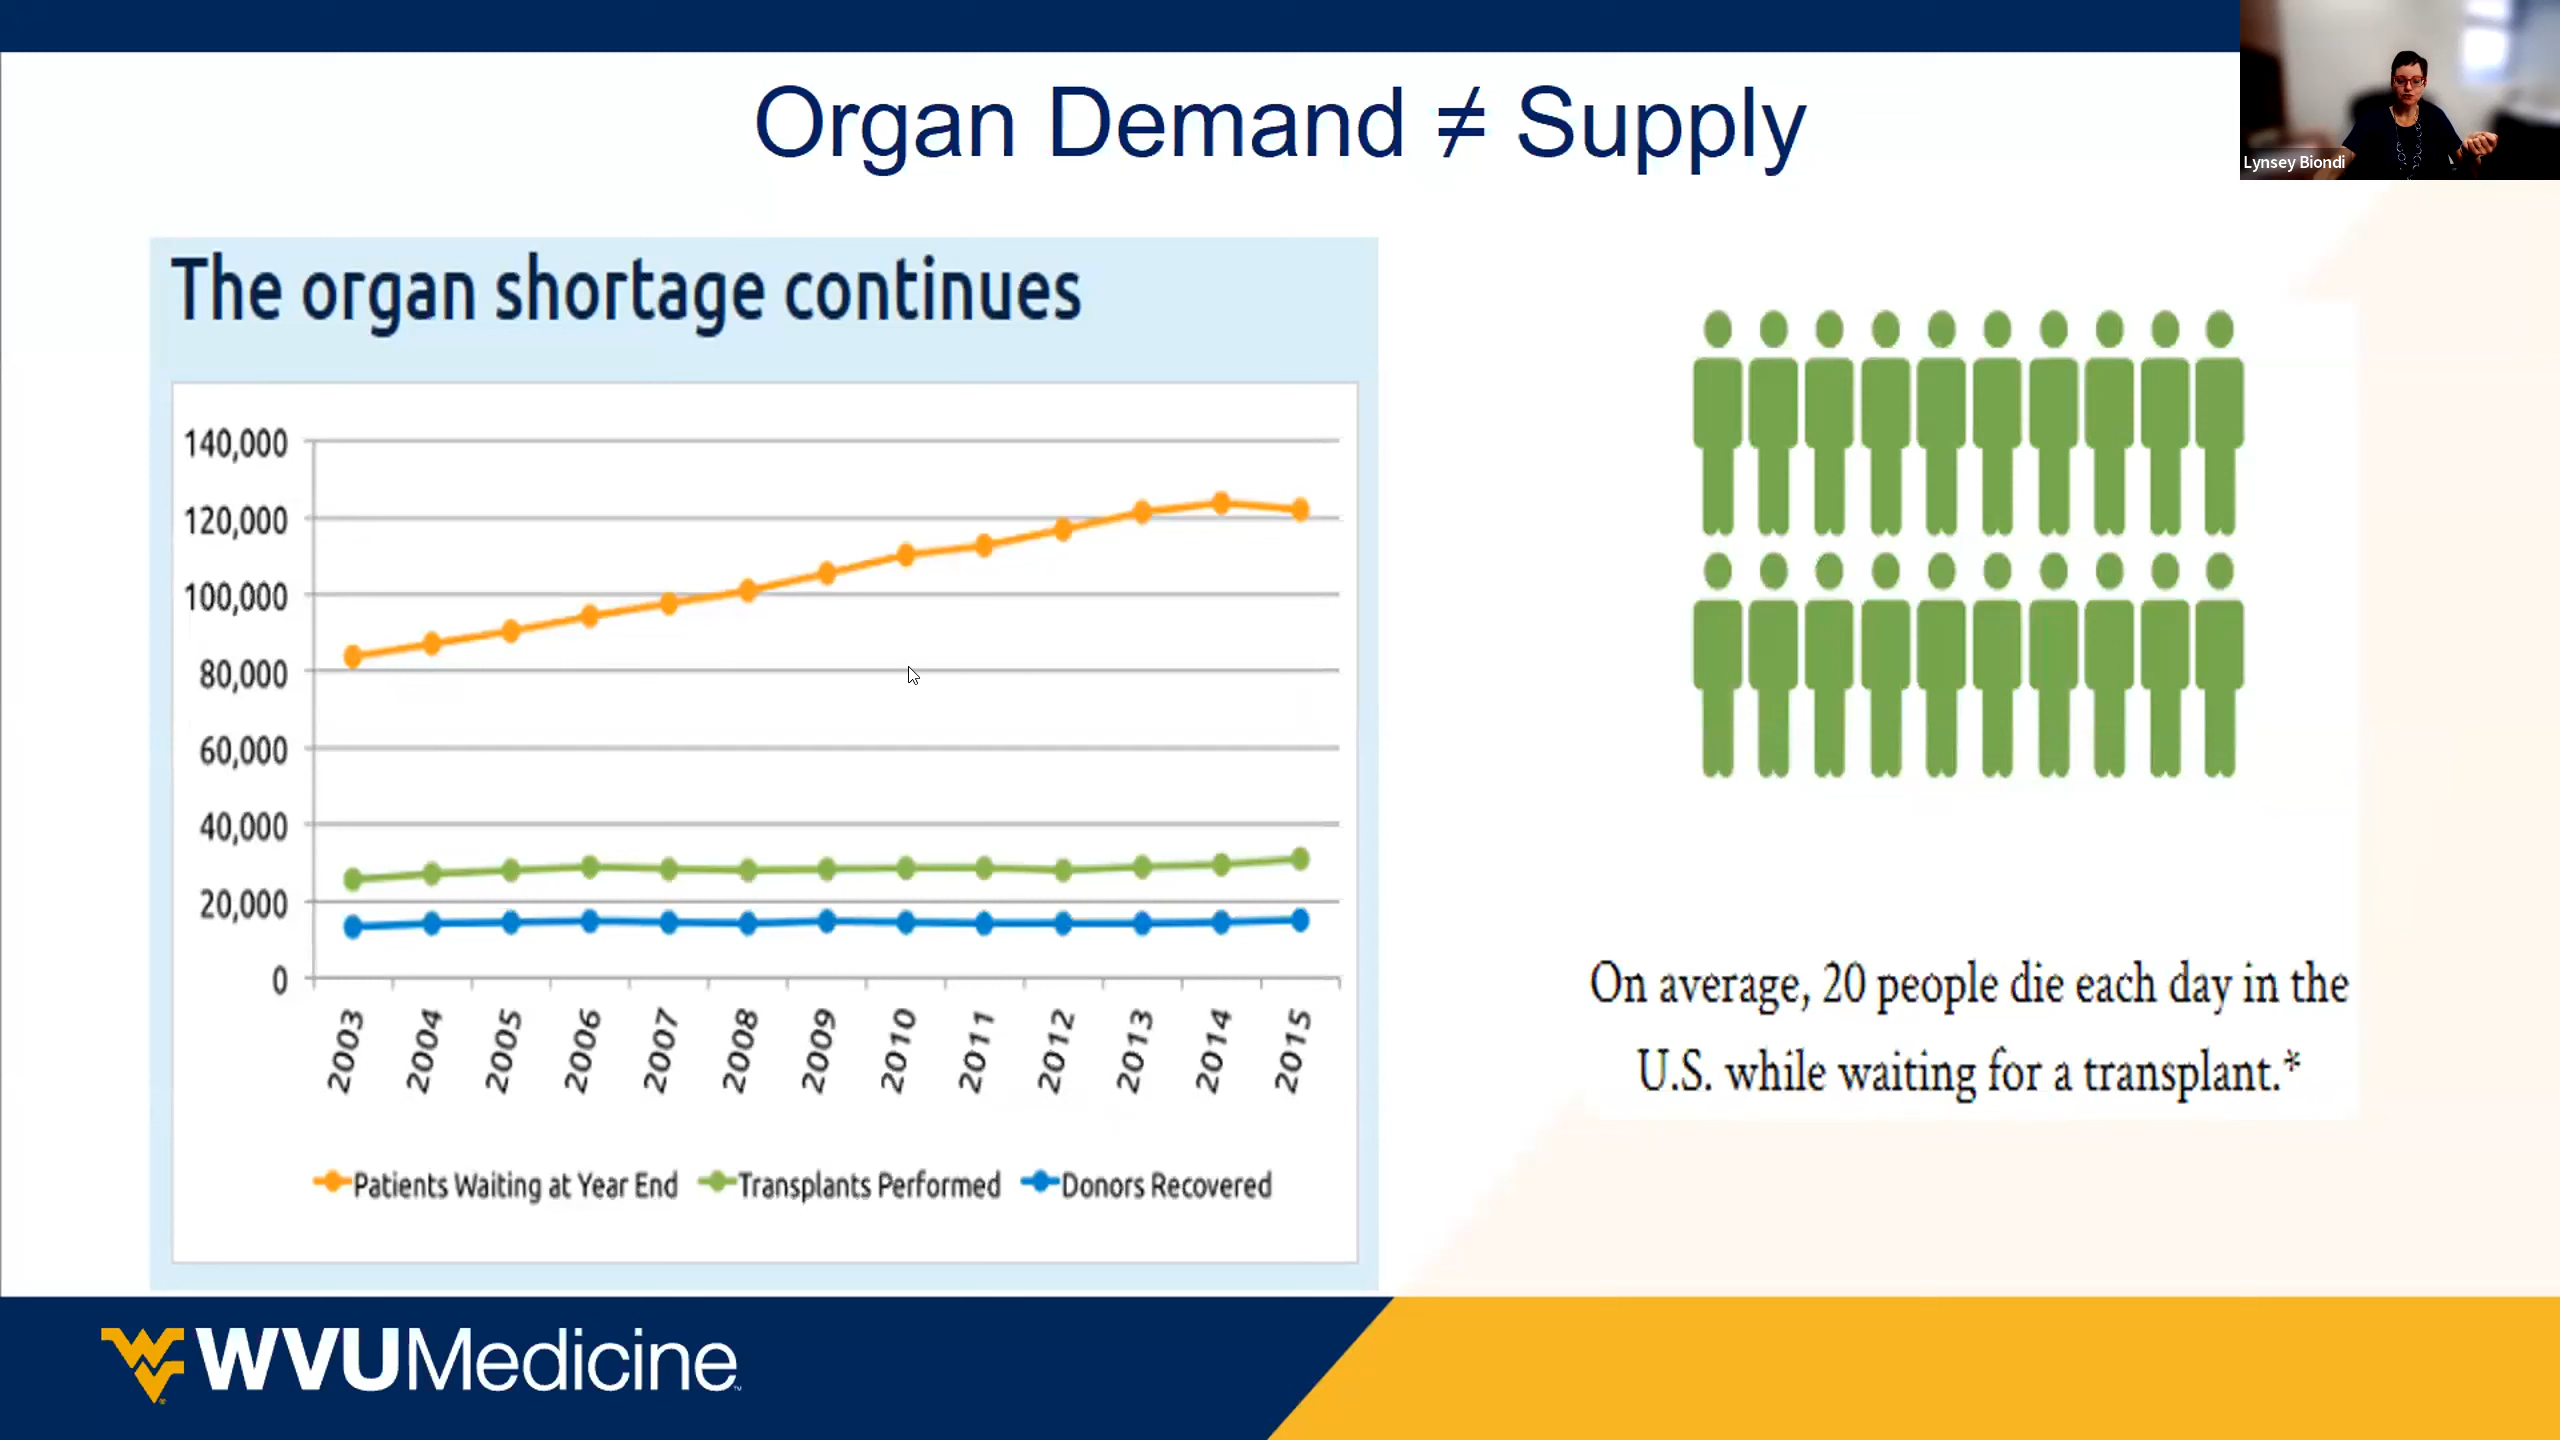 Organ Demand ≠ Supply
Lynsey Biondi
The organ shortage continues
140,000
120,000
100,000
80,000
60,000
40,000
20,000
0
2003 2004 2005 2006 2007 2008 2009 2010 2011 2012 2013 2014 2015
Patients Waiting at Year End Transplants Performed Donors Recovered
On average, 20 people die each day in the
U.S. while waiting for a transplant.*
WVUMedicine™